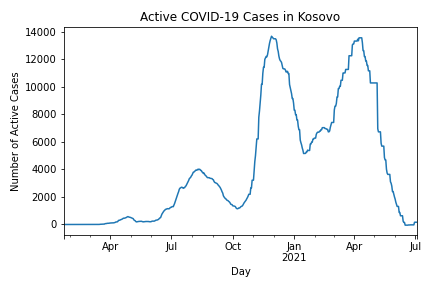 Active COVID-19 Cases in Kosovo
Number of Active Cases
14000
12000
10000
8000
6000
4000
2000
0
Apr
Jul
Oct
Jan
2021
Apr
Jul
Day